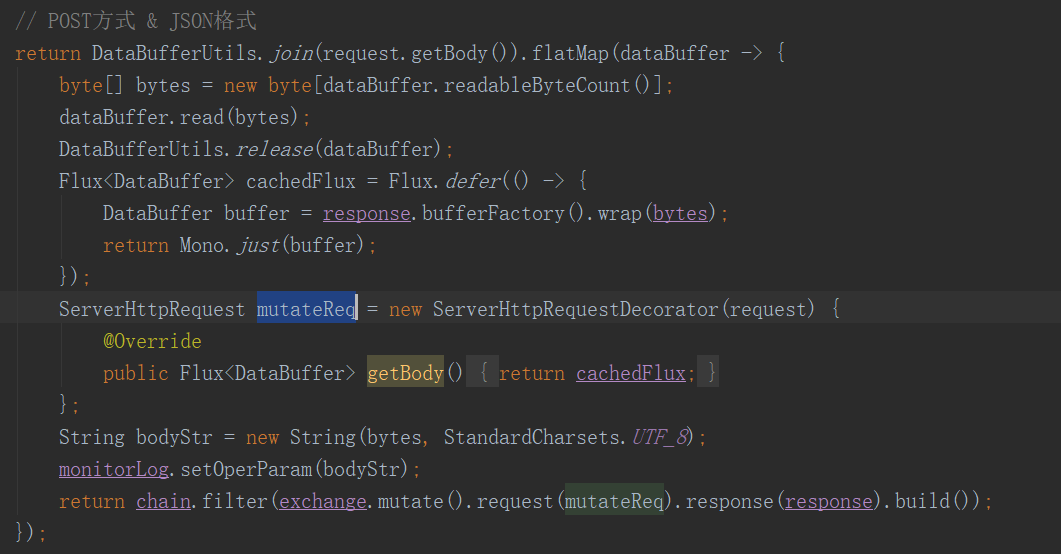 // POST方式 & JSON格式
return DataBufferUtils.join(request.getBody()).flatMap(dataBuffer -> {
    byte[] bytes = new byte[dataBuffer.readableByteCount()];
    dataBuffer.read(bytes);
    DataBufferUtils.release(dataBuffer);
    Flux<DataBuffer> cachedFlux = Flux.defer(() -> {
        DataBuffer buffer = response.bufferFactory().wrap(bytes);
        return Mono.just(buffer);
    });
    ServerHttpRequest mutateReq = new ServerHttpRequestDecorator(request) {
        @Override
        public Flux<DataBuffer> getBody() { return cachedFlux; }
    };
    String bodyStr = new String(bytes, StandardCharsets.UTF_8);
    monitorLog.setOperParam(bodyStr);
    return chain.filter(exchange.mutate().request(mutateReq).response(response).build());
});